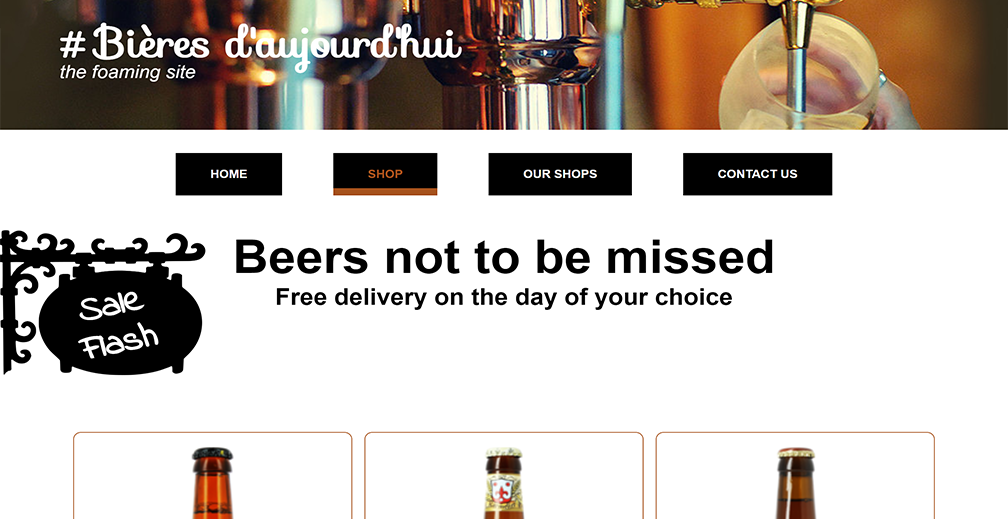 # Bières d'aujourd'hui
the foaming site
HOME
SHOP
OUR SHOPS
CONTACT US
Beers not to be missed
Free delivery on the day of your choice
Sale
Flash